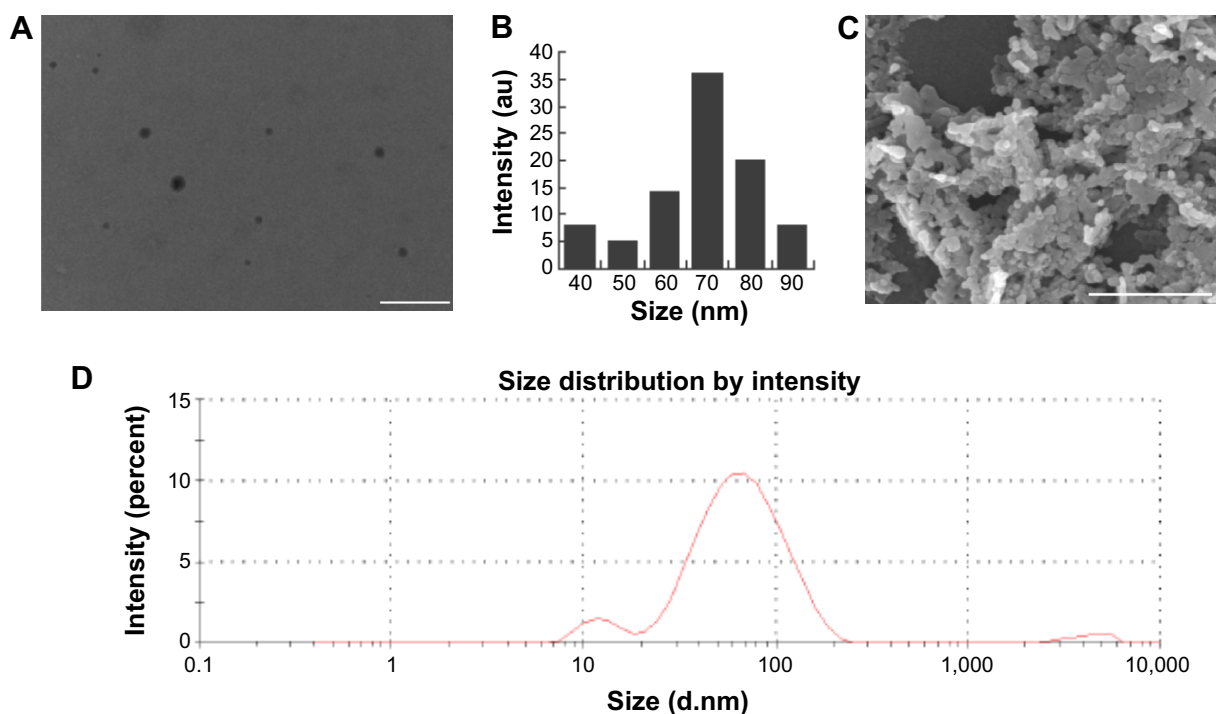 A
B
Intensity (au)
40
35
30
25
20
15
10
5
0
40 50 60 70 80 90
Size (nm)
C
D
Size distribution by intensity
Intensity (percent)
15
10
5
0
0.1 1 10 100 1,000 10,000
Size (d.nm)